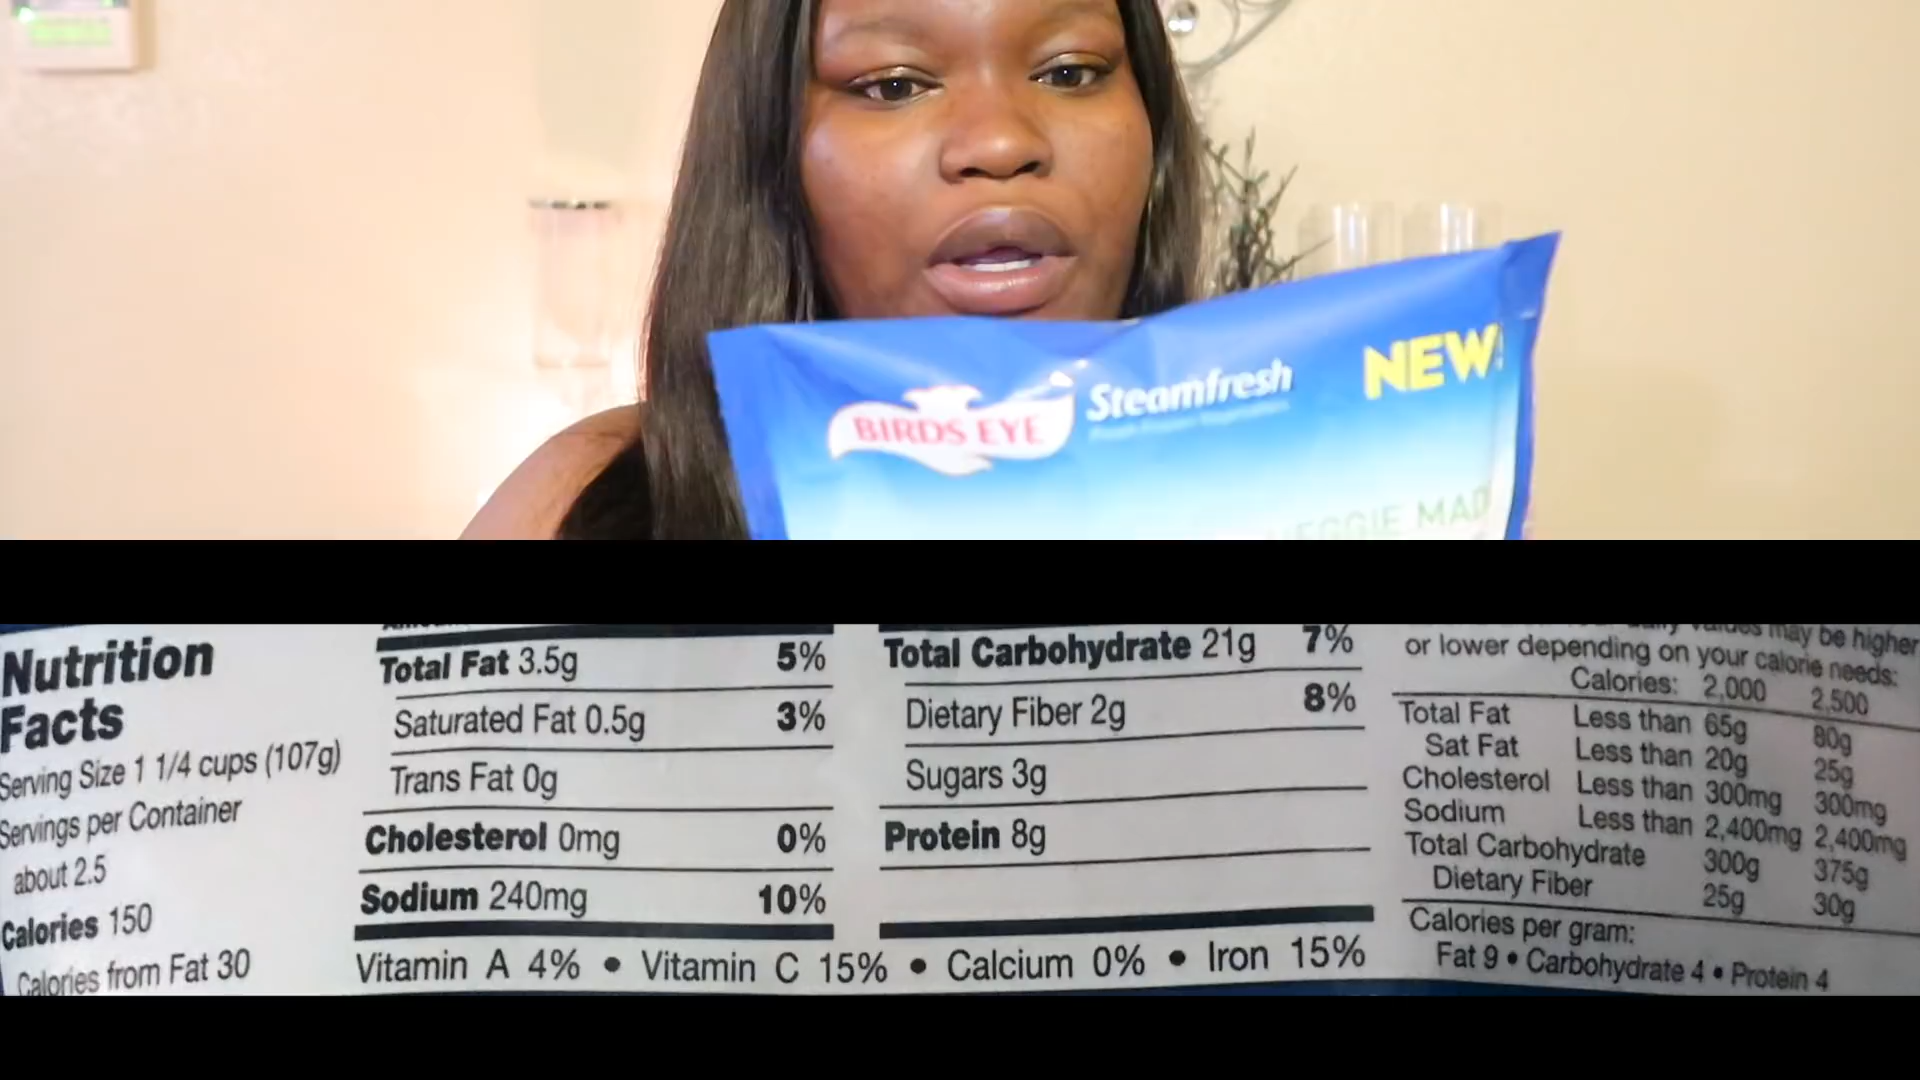 BIRDS EYE
Steamfresh
NEW!
VEGGIE MAD
Nutrition
Facts
Serving Size 1 1/4 cups (107g)
Servings per Container
about 2.5
Calories 150
Calories from Fat 30
Total Fat 3.5g 5%
Saturated Fat 0.5g 3%
Trans Fat 0g
Cholesterol 0mg 0%
Sodium 240mg 10%
Total Carbohydrate 21g 7%
Dietary Fiber 2g 8%
Sugars 3g
Protein 8g
Vitamin A 4% • Vitamin C 15% • Calcium 0% • Iron 15%
values may be higher
or lower depending on your calorie needs:
Calories: 2,000 2,500
Total Fat Less than 65g 80g
Sat Fat Less than 20g 25g
Cholesterol Less than 300mg 300mg
Sodium Less than 2,400mg 2,400mg
Total Carbohydrate 300g 375g
Dietary Fiber 25g 30g
Calories per gram:
Fat 9 • Carbohydrate 4 • Protein 4